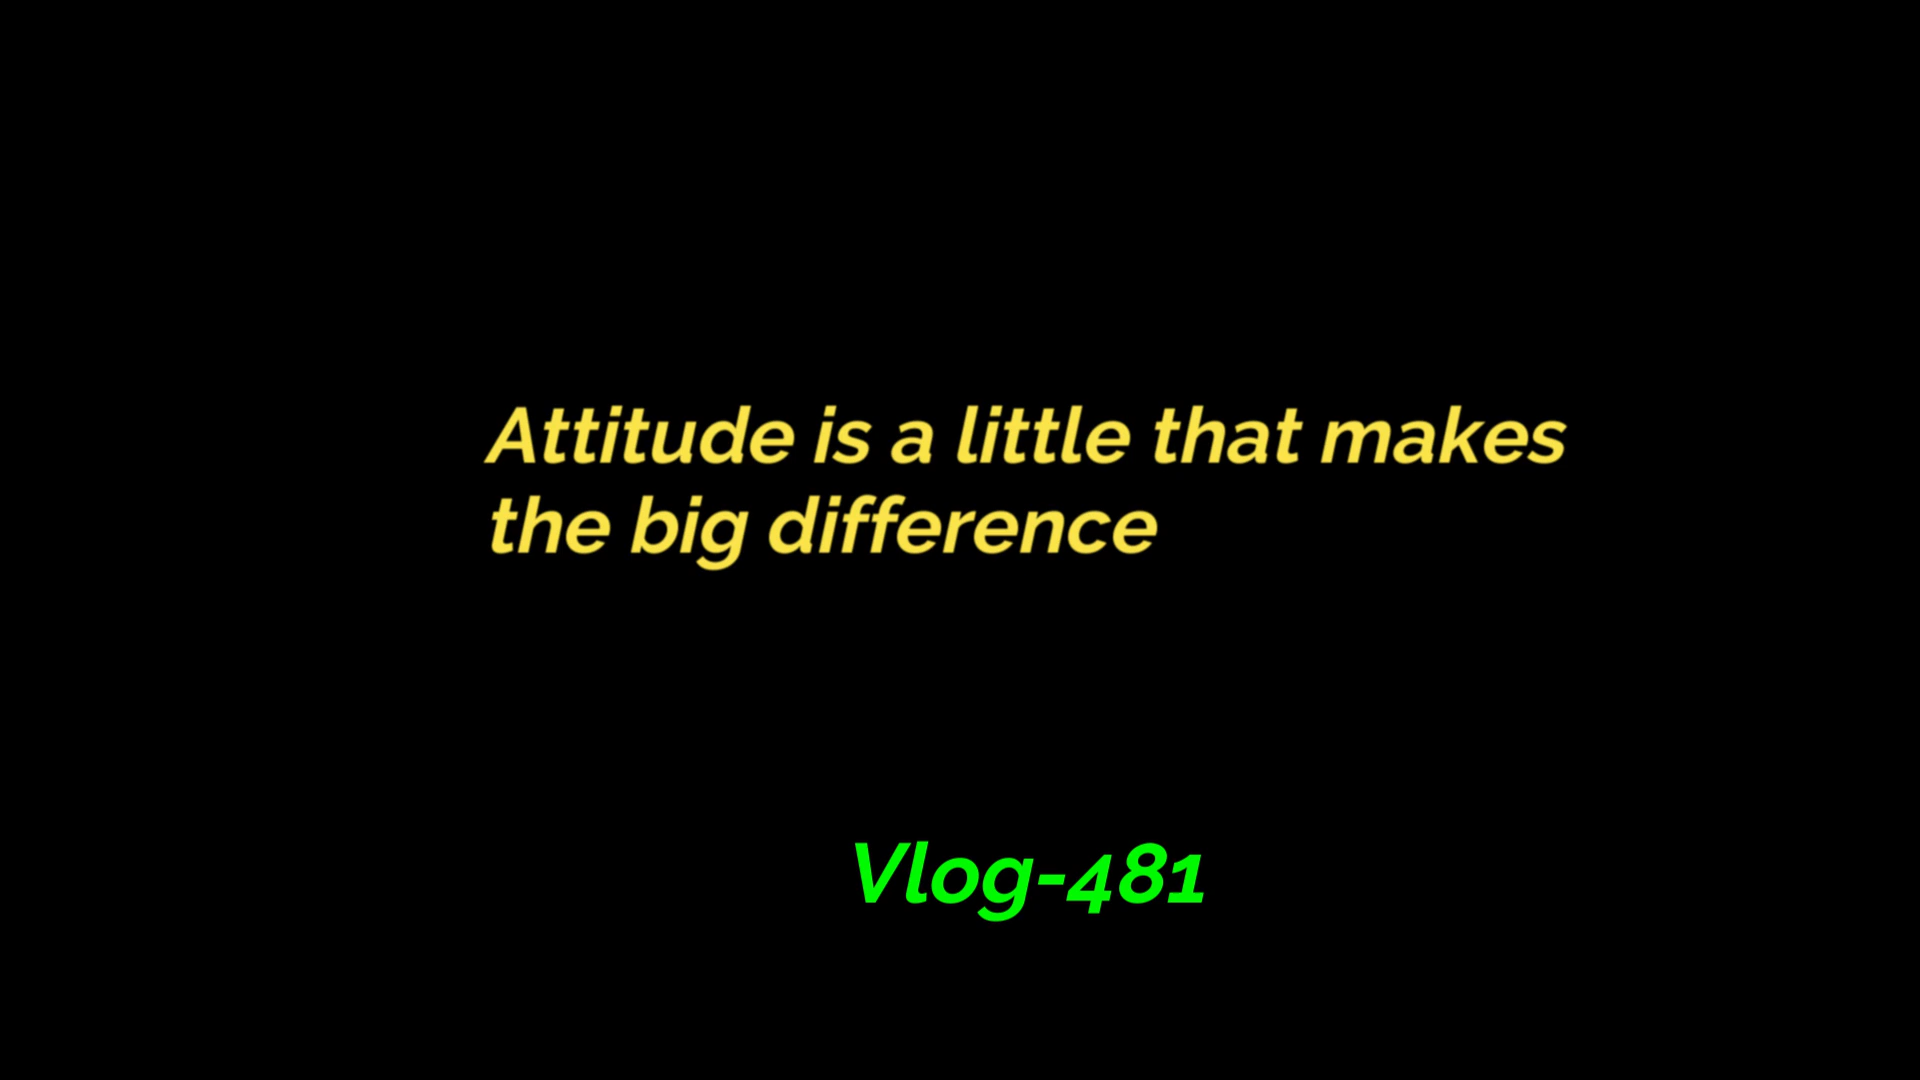 Attitude is a little that makes
the big difference
Vlog-481